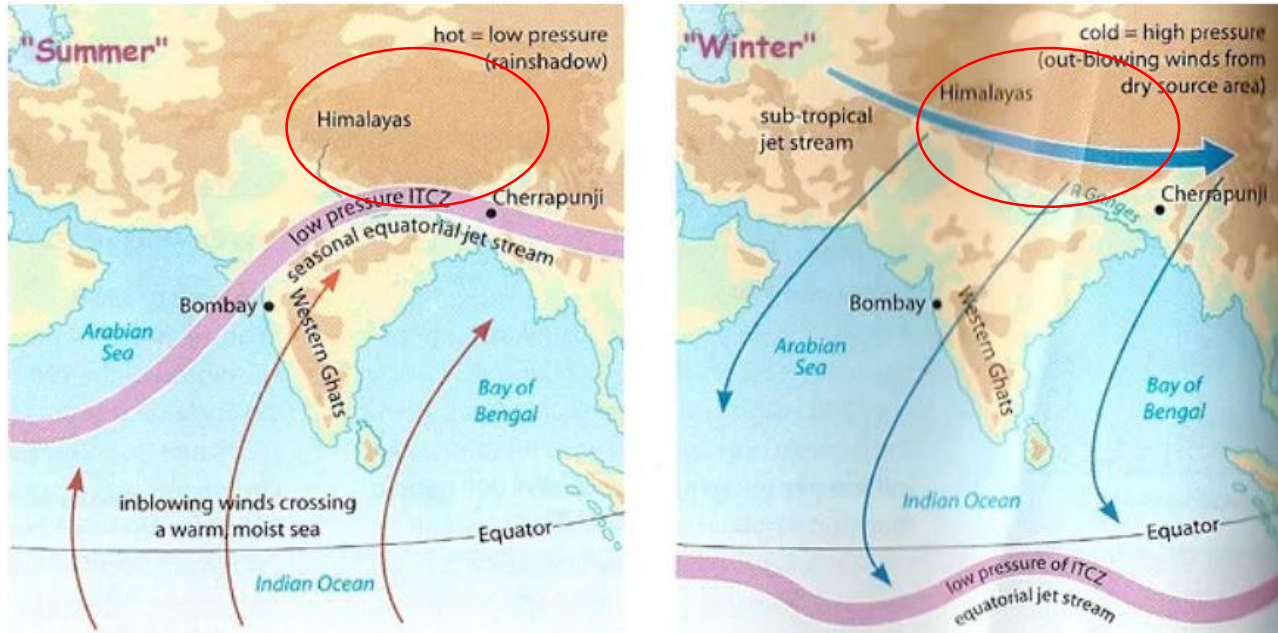 "Summer"
hot = low pressure
(rainshadow)
Himalayas
low pressure ITCZ
seasonal equatorial jet stream
Cherrapunji
Bombay
Western Ghats
Arabian
Sea
Bay of
Bengal
inblowing winds crossing
a warm, moist sea
Equator
Indian Ocean
"Winter"
cold = high pressure
(out-blowing winds from
dry source area)
Himalayas
sub-tropical
jet stream
R Ganges
Cherrapunji
Bombay
Western Ghats
Arabian
Sea
Bay of
Bengal
Indian Ocean
Equator
low pressure of ITCZ
equatorial jet stream